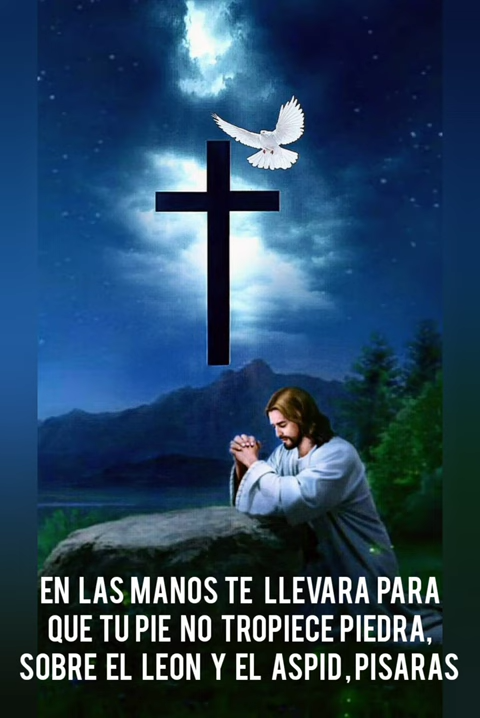 EN LAS MANOS TE LLEVARA PARA
QUE TU PIE NO TROPIECE PIEDRA,
SOBRE EL LEON Y EL ASPID, PISARAS